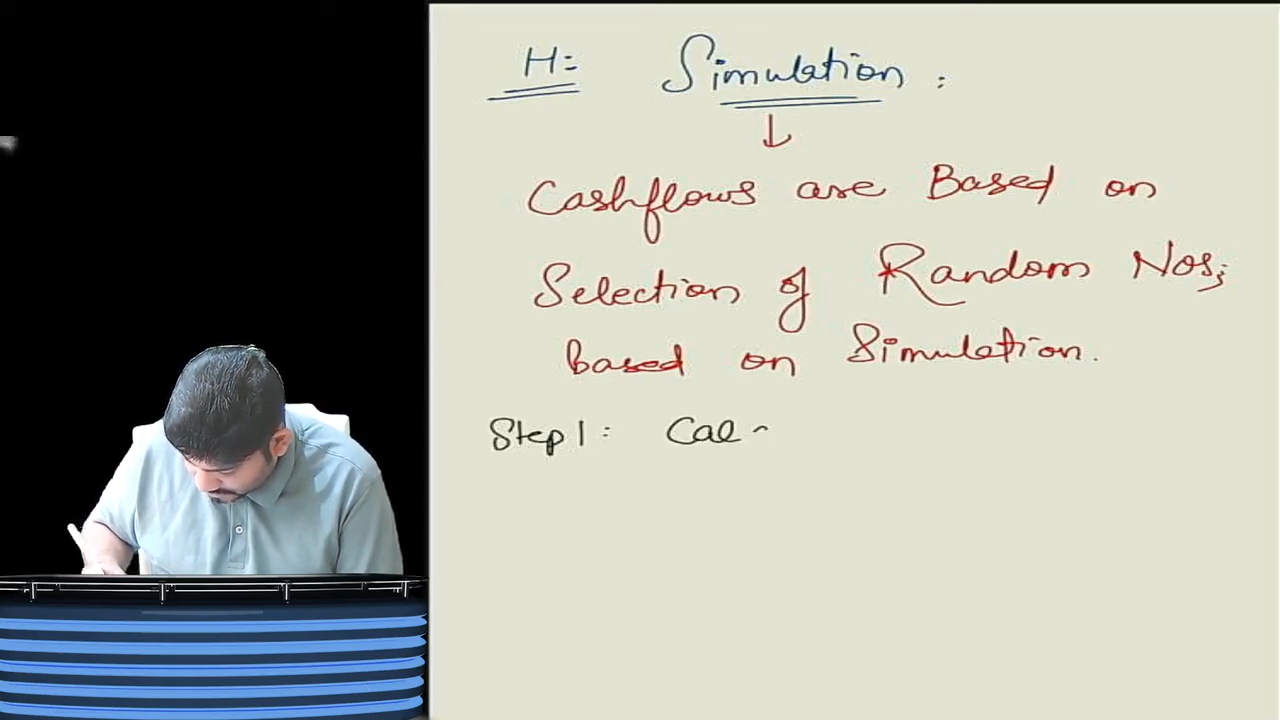 H:   Simulation :
Cashflows are Based on
Selection of Random Nos;
based on Simulation.
Step 1: Cal